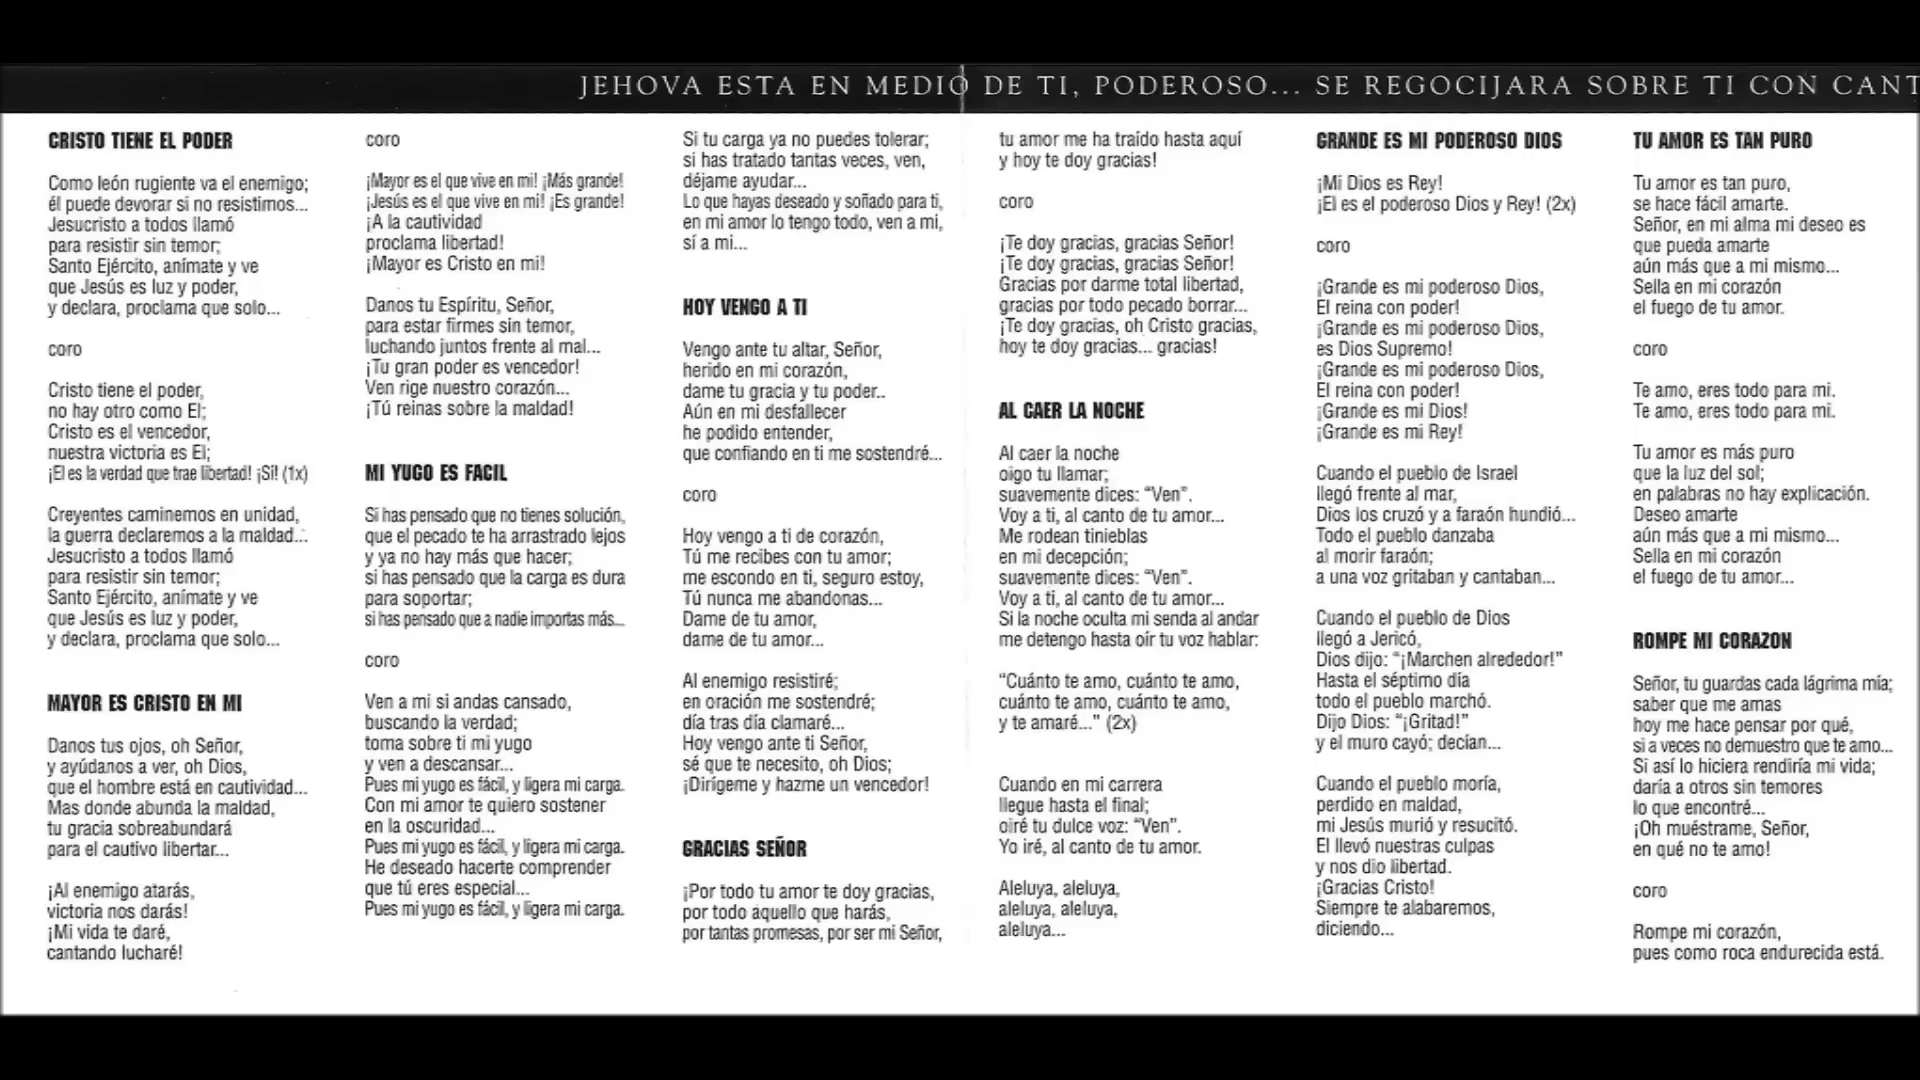 JEHOVA ESTA EN MEDIO DE TI, PODEROSO... SE REGOCIJARA SOBRE TI CON CANT
CRISTO TIENE EL PODER
Como león rugiente va el enemigo;
él puede devorar si no resistimos...
Jesucristo a todos llamó
para resistir sin temor;
Santo Ejército, anímate y ve
que Jesús es luz y poder,
y declara, proclama que solo...
coro
Cristo tiene el poder,
no hay otro como El;
Cristo es el vencedor,
nuestra victoria es El;
¡El es la verdad que trae libertad! ¡Sí! (1x)
Creyentes caminemos en unidad,
la guerra declaremos a la maldad...
Jesucristo a todos llamó
para resistir sin temor;
Santo Ejército, anímate y ve
que Jesús es luz y poder,
y declara, proclama que solo...
MAYOR ES CRISTO EN MI
Danos tus ojos, oh Señor,
y ayúdanos a ver, oh Dios,
que el hombre está en cautividad...
Mas donde abunda la maldad,
tu gracia sobreabundará
para el cautivo libertar...
¡Al enemigo atarás,
victoria nos darás!
¡Mi vida te daré,
cantando lucharé!
coro
¡Mayor es el que vive en mi! ¡Más grande!
¡Jesús es el que vive en mi! ¡Es grande!
¡A la cautividad
proclama libertad!
¡Mayor es Cristo en mi!
Danos tu Espíritu, Señor,
para estar firmes sin temor,
luchando juntos frente al mal...
¡Tu gran poder es vencedor!
Ven rige nuestro corazón...
¡Tú reinas sobre la maldad!
MI YUGO ES FACIL
Si has pensado que no tienes solución,
que el pecado te ha arrastrado lejos
y ya no hay más que hacer;
si has pensado que la carga es dura
para soportar;
si has pensado que a nadie importas más...
coro
Ven a mi si andas cansado,
buscando la verdad;
toma sobre ti mi yugo
y ven a descansar...
Pues mi yugo es fácil, y ligera mi carga.
Con mi amor te quiero sostener
en la oscuridad...
Pues mi yugo es fácil, y ligera mi carga.
He deseado hacerte comprender
que tú eres especial...
Pues mi yugo es fácil, y ligera mi carga.
Si tu carga ya no puedes tolerar;
si has tratado tantas veces, ven,
déjame ayudar...
Lo que hayas deseado y soñado para ti,
en mi amor lo tengo todo, ven a mi,
sí a mi...
HOY VENGO A TI
Vengo ante tu altar, Señor,
herido en mi corazón,
dame tu gracia y tu poder..
Aún en mi desfallecer
he podido entender,
que confiando en ti me sostendré...
coro
Hoy vengo a ti de corazón,
Tú me recibes con tu amor;
me escondo en ti, seguro estoy,
Tú nunca me abandonas...
Dame de tu amor,
dame de tu amor...
Al enemigo resistiré;
en oración me sostendré;
día tras día clamaré...
Hoy vengo ante ti Señor,
sé que te necesito, oh Dios;
¡Dirígeme y hazme un vencedor!
GRACIAS SEÑOR
¡Por todo tu amor te doy gracias,
por todo aquello que harás,
por tantas promesas, por ser mi Señor,
tu amor me ha traído hasta aquí
y hoy te doy gracias!
coro
¡Te doy gracias, gracias Señor!
¡Te doy gracias, gracias Señor!
Gracias por darme total libertad,
gracias por todo pecado borrar...
¡Te doy gracias, oh Cristo gracias,
hoy te doy gracias... gracias!
AL CAER LA NOCHE
Al caer la noche
oigo tu llamar;
suavemente dices: “Ven”.
Voy a ti, al canto de tu amor...
Me rodean tinieblas
en mi decepción;
suavemente dices: “Ven”.
Voy a ti, al canto de tu amor...
Si la noche oculta mi senda al andar
me detengo hasta oír tu voz hablar:
“Cuánto te amo, cuánto te amo,
cuánto te amo, cuánto te amo,
y te amaré...” (2x)
Cuando en mi carrera
llegue hasta el final;
oiré tu dulce voz: “Ven”.
Yo iré, al canto de tu amor.
Aleluya, aleluya,
aleluya, aleluya,
aleluya...
GRANDE ES MI PODEROSO DIOS
¡Mi Dios es Rey!
¡El es el poderoso Dios y Rey! (2x)
coro
¡Grande es mi poderoso Dios,
El reina con poder!
¡Grande es mi poderoso Dios,
es Dios Supremo!
¡Grande es mi poderoso Dios,
El reina con poder!
¡Grande es mi Dios!
¡Grande es mi Rey!
Cuando el pueblo de Israel
llegó frente al mar,
Dios los cruzó y a faraón hundió...
Todo el pueblo danzaba
al morir faraón;
a una voz gritaban y cantaban...
Cuando el pueblo de Dios
llegó a Jericó,
Dios dijo: “¡Marchen alrededor!”
Hasta el séptimo día
todo el pueblo marchó.
Dijo Dios: “¡Gritad!”
y el muro cayó; decían...
Cuando el pueblo moría,
perdido en maldad,
mi Jesús murió y resucitó.
El llevó nuestras culpas
y nos dio libertad.
¡Gracias Cristo!
Siempre te alabaremos,
diciendo...
TU AMOR ES TAN PURO
Tu amor es tan puro,
se hace fácil amarte.
Señor, en mi alma mi deseo es
que pueda amarte
aún más que a mi mismo...
Sella en mi corazón
el fuego de tu amor.
coro
Te amo, eres todo para mi.
Te amo, eres todo para mi.
Tu amor es más puro
que la luz del sol;
en palabras no hay explicación.
Deseo amarte
aún más que a mi mismo...
Sella en mi corazón
el fuego de tu amor...
ROMPE MI CORAZON
Señor, tu guardas cada lágrima mía;
saber que me amas
hoy me hace pensar por qué,
si a veces no demuestro que te amo...
Si así lo hiciera rendiría mi vida;
daría a otros sin temores
lo que encontré...
¡Oh muéstrame, Señor,
en qué no te amo!
coro
Rompe mi corazón,
pues como roca endurecida está.